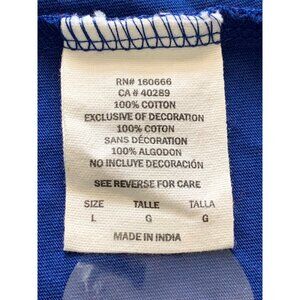 RN# 160666
CA # 40289
100% COTTON
EXCLUSIVE OF DECORATION
100% COTON
SANS DÉCORATION
100% ALGODON
NO INCLUYE DECORACIÓN
SEE REVERSE FOR CARE
SIZE TAILLE TALLA
L G G
MADE IN INDIA